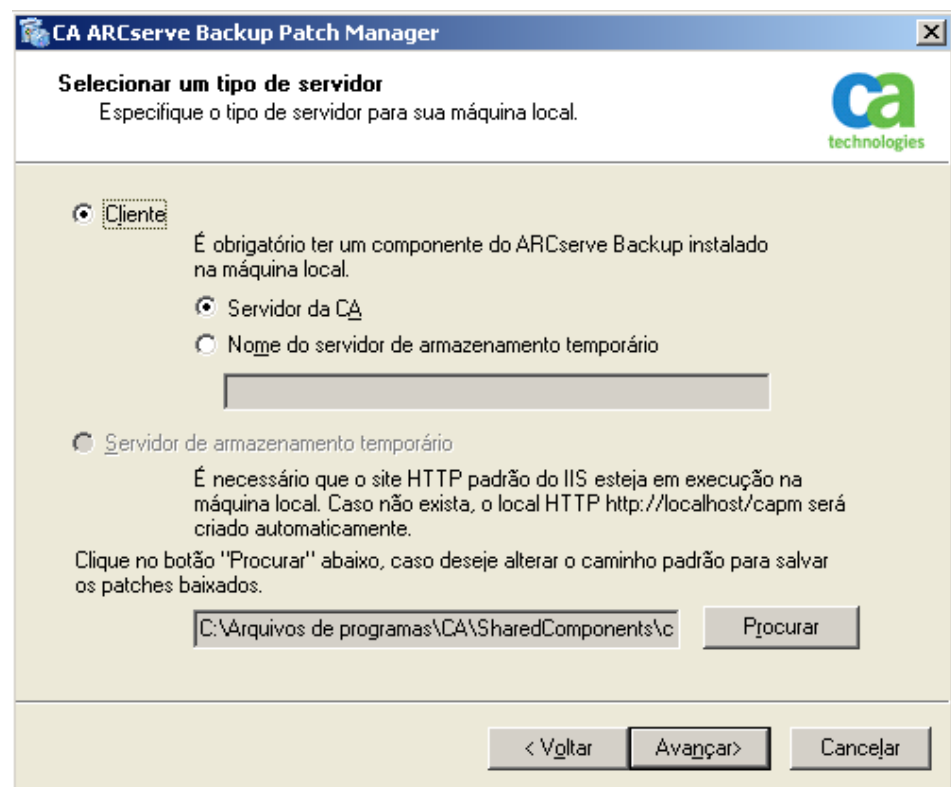 CA ARCserve Backup Patch Manager
Selecionar um tipo de servidor
Especifique o tipo de servidor para sua máquina local.
ca
technologies
Cliente
É obrigatório ter um componente do ARCserve Backup instalado
na máquina local.
Servidor da CA
Nome do servidor de armazenamento temporário
Servidor de armazenamento temporário
É necessário que o site HTTP padrão do IIS esteja em execução na
máquina local. Caso não exista, o local HTTP http://localhost/capm será
criado automaticamente.
Clique no botão "Procurar" abaixo, caso deseje alterar o caminho padrão para salvar
os patches baixados.
C:\Arquivos de programas\CA\SharedComponents\c
Procurar
< Voltar
Avançar>
Cancelar